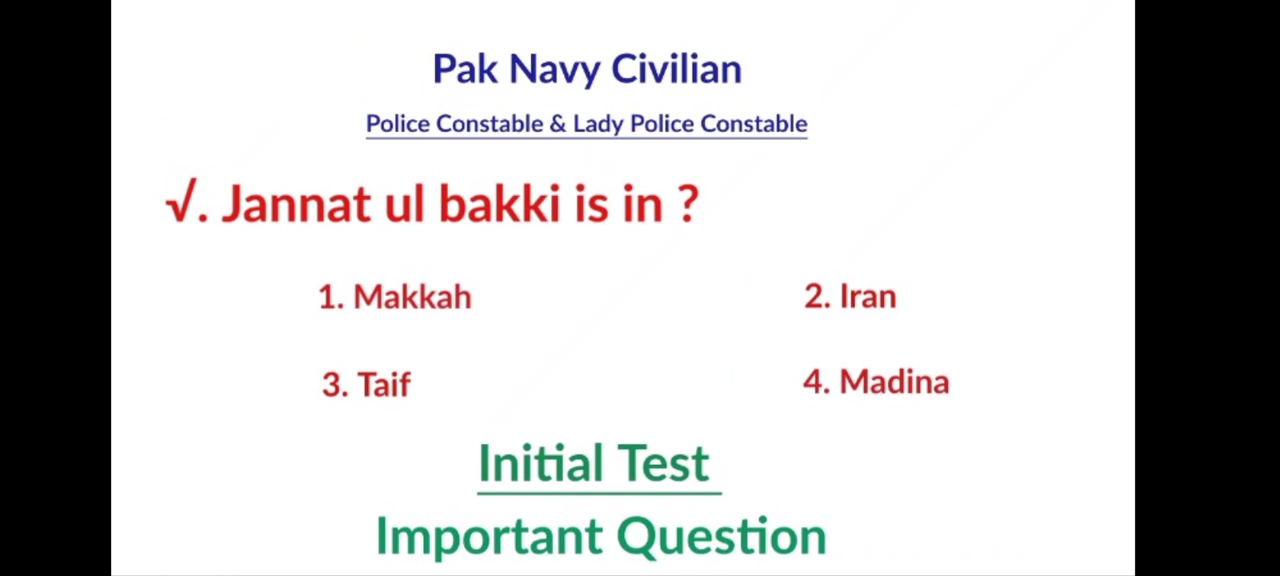 Pak Navy Civilian
Police Constable & Lady Police Constable
√. Jannat ul bakki is in ?
1. Makkah 2. Iran
3. Taif 4. Madina
Initial Test
Important Question